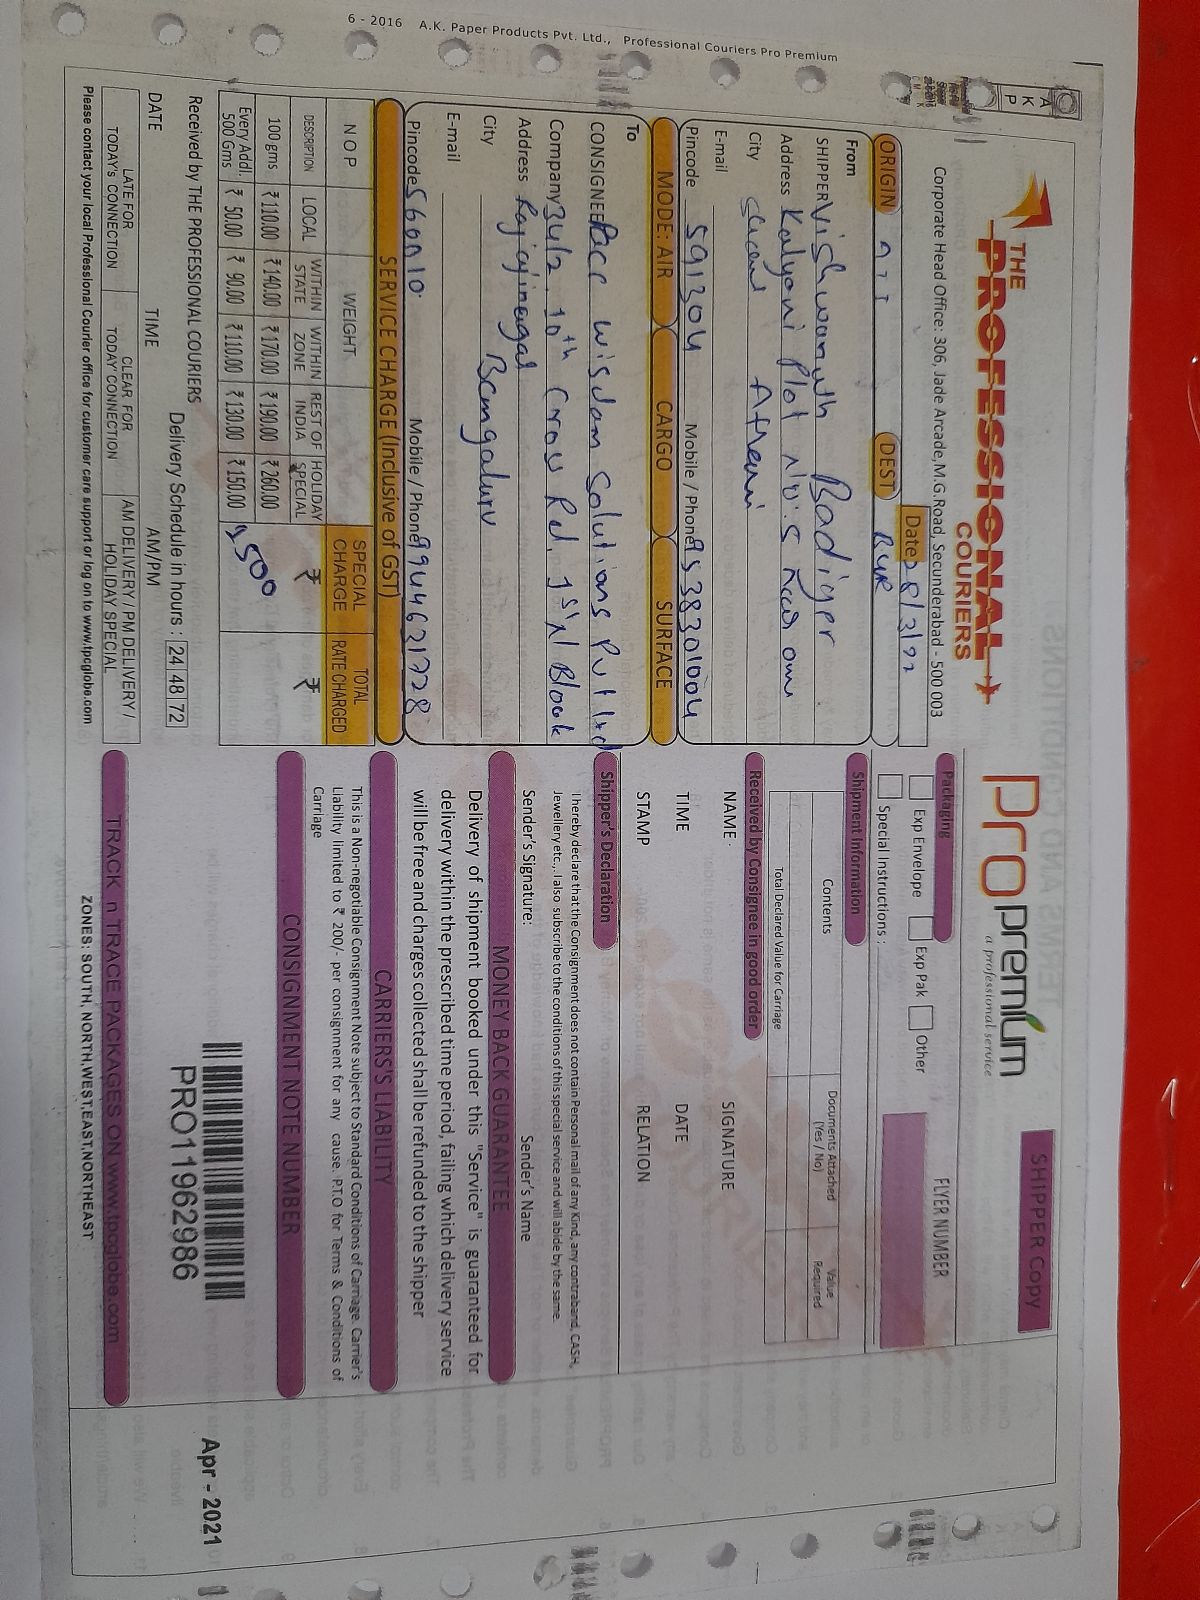 6 - 2016 A.K. Paper Products Pvt. Ltd., Professional Couriers Pro Premium
A K P
THE PROFESSIONAL COURIERS
Corporate Head Office: 306, Jade Arcade,M.G.Road, Secunderabad - 500 003
Date 28/3/22
ORIGIN DEST
From
SHIPPER Vishwanath Badiger
Address Kalyani Plot No:5
City Athani
E-mail
Pincode 591304 Mobile / Phone 9538301004
MODE: AIR CARGO SURFACE
To
CONSIGNEE Pace Wisdom Solutions Pvt Ltd
Company 34/2, 10th Cross Rd, 1st N Block
Address Rajajinagal
City Bengaluru
E-mail
Pincode 560010. Mobile / Phone 9944621728
SERVICE CHARGE (Inclusive of GST)
N O P WEIGHT SPECIAL CHARGE TOTAL RATE CHARGED
DESCRIPTION LOCAL WITHIN STATE WITHIN ZONE REST OF INDIA HOLIDAY SPECIAL ₹ ₹
100gms ₹ 110.00 ₹ 140.00 ₹ 170.00 ₹ 190.00 ₹ 260.00
Every Addl. 500 Gms ₹ 50.00 ₹ 90.00 ₹ 110.00 ₹ 130.00 ₹ 150.00
Received by THE PROFESSIONAL COURIERS Delivery Schedule in hours : 24 48 72
DATE TIME AM/PM
LATE FOR TODAY's CONNECTION CLEAR FOR TODAY CONNECTION AM DELIVERY / PM DELIVERY / HOLIDAY SPECIAL
Please contact your local Professional Courier office for customer care support or log on to www.tpcglobe.com
Pro premium
a professional service
SHIPPER Copy
Packaging
Exp Envelope Exp Pak Other
FLYER NUMBER
Special Instructions :
Shipment Information
Contents Documents Attached (Yes / No) Value Required
Total Declared Value for Carriage
Received by Consignee in good order
NAME SIGNATURE
TIME DATE
STAMP RELATION
Shipper's Declaration
I hereby declare that the Consignment does not contain Personal mail of any Kind, any contraband, CASH,
Jewellery etc., I also subscribe to the conditions of this special service and will abide by the same.
Sender's Signature: Sender's Name
MONEY BACK GUARANTEE
Delivery of shipment booked under this "Service" is guaranteed for
delivery within the prescribed time period, failing which delivery service
will be free and charges collected shall be refunded to the shipper
CARRIERS'S LIABILITY
This is a Non-negotiable Consignment Note subject to Standard Conditions of Carriage. Carrier's
Liability limited to ₹ 200/- per consignment for any cause. P.T.O for Terms & Conditions of
Carriage
CONSIGNMENT NOTE NUMBER
PRO11962986
Apr - 2021
TRACK n TRACE PACKAGES ON www.tpcglobe.com
ZONES: SOUTH, NORTH,WEST,EAST,NORTHEAST